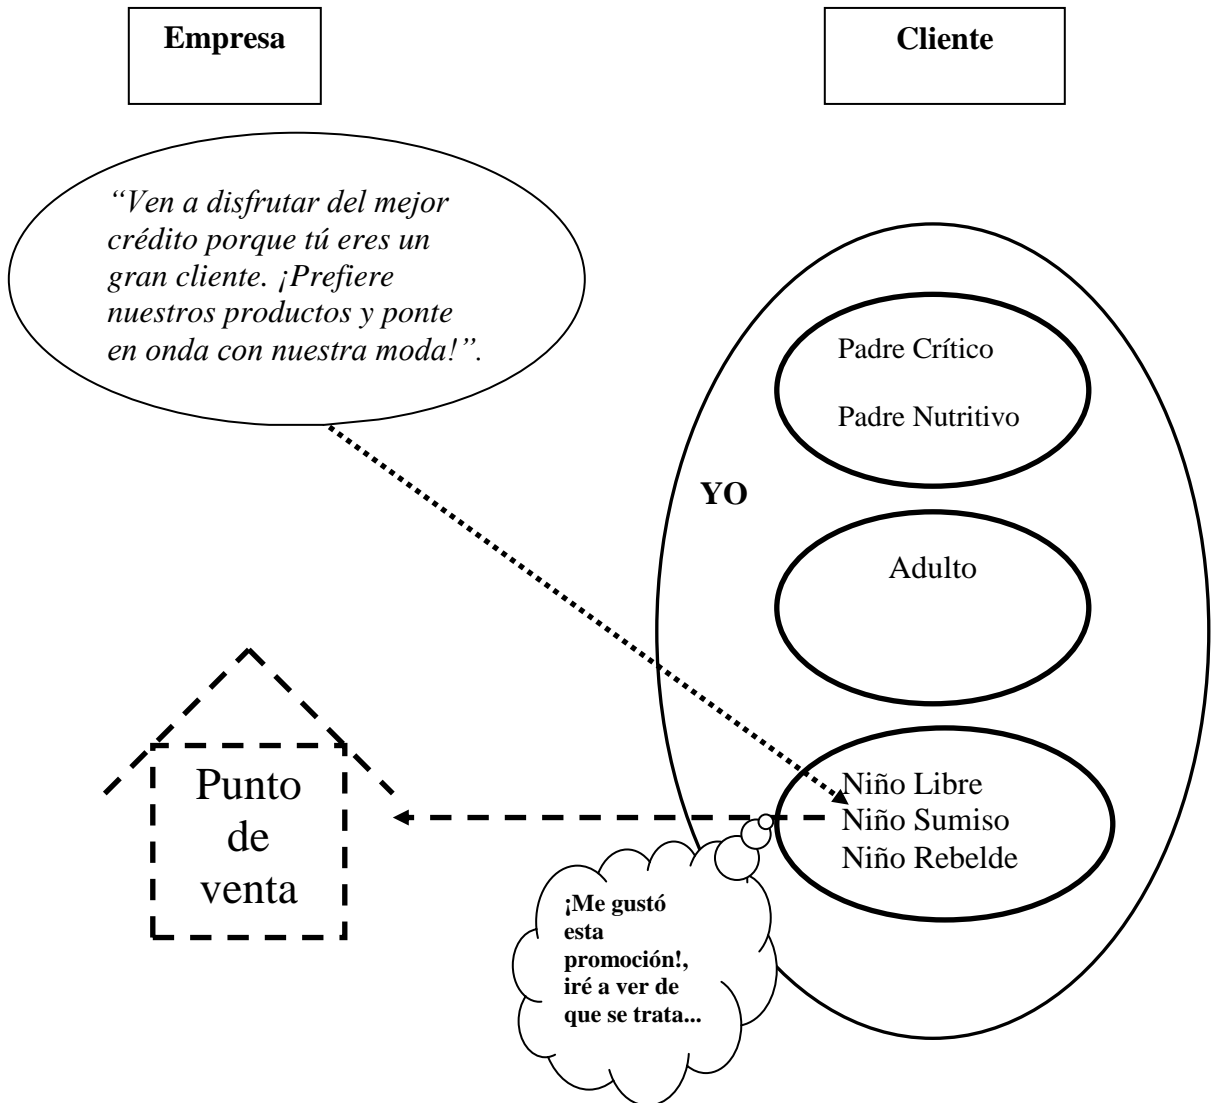 Empresa
Cliente
“Ven a disfrutar del mejor
crédito porque tú eres un
gran cliente. ¡Prefiere
nuestros productos y ponte
en onda con nuestra moda!”.
Padre Crítico
Padre Nutritivo
YO
Adulto
Punto
de
venta
Niño Libre
Niño Sumiso
Niño Rebelde
¡Me gustó
esta
promoción!,
iré a ver de
que se trata...